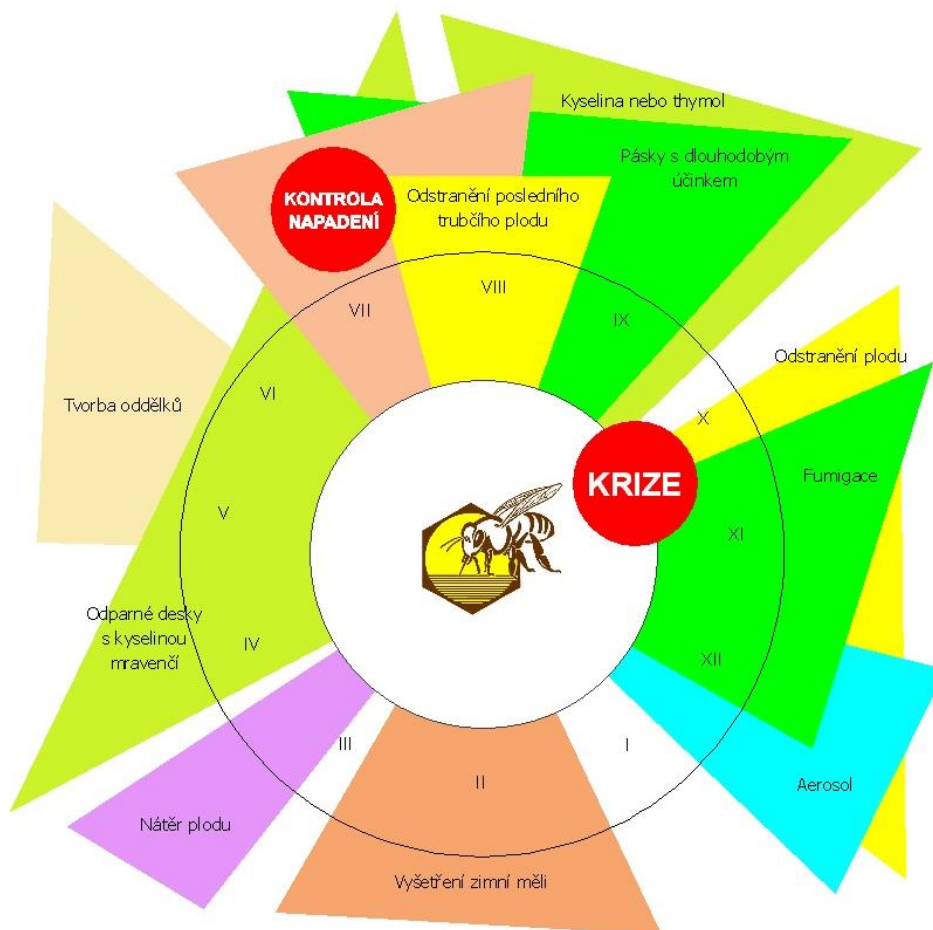 Kyselina nebo thymol
Pásky s dlouhodobým
účinkem
KONTROLA
NAPADENÍ
Odstranění posledního
trubčího plodu
VIII
VII
IX
Odstranění plodu
VI
Tvorba oddělků
X
KRIZE
Fumigace
V
XI
Odparné desky
s kyselinou
mravenčí
IV
XII
III
I
II
Aerosol
Nátěr plodu
Vyšetření zimní měli